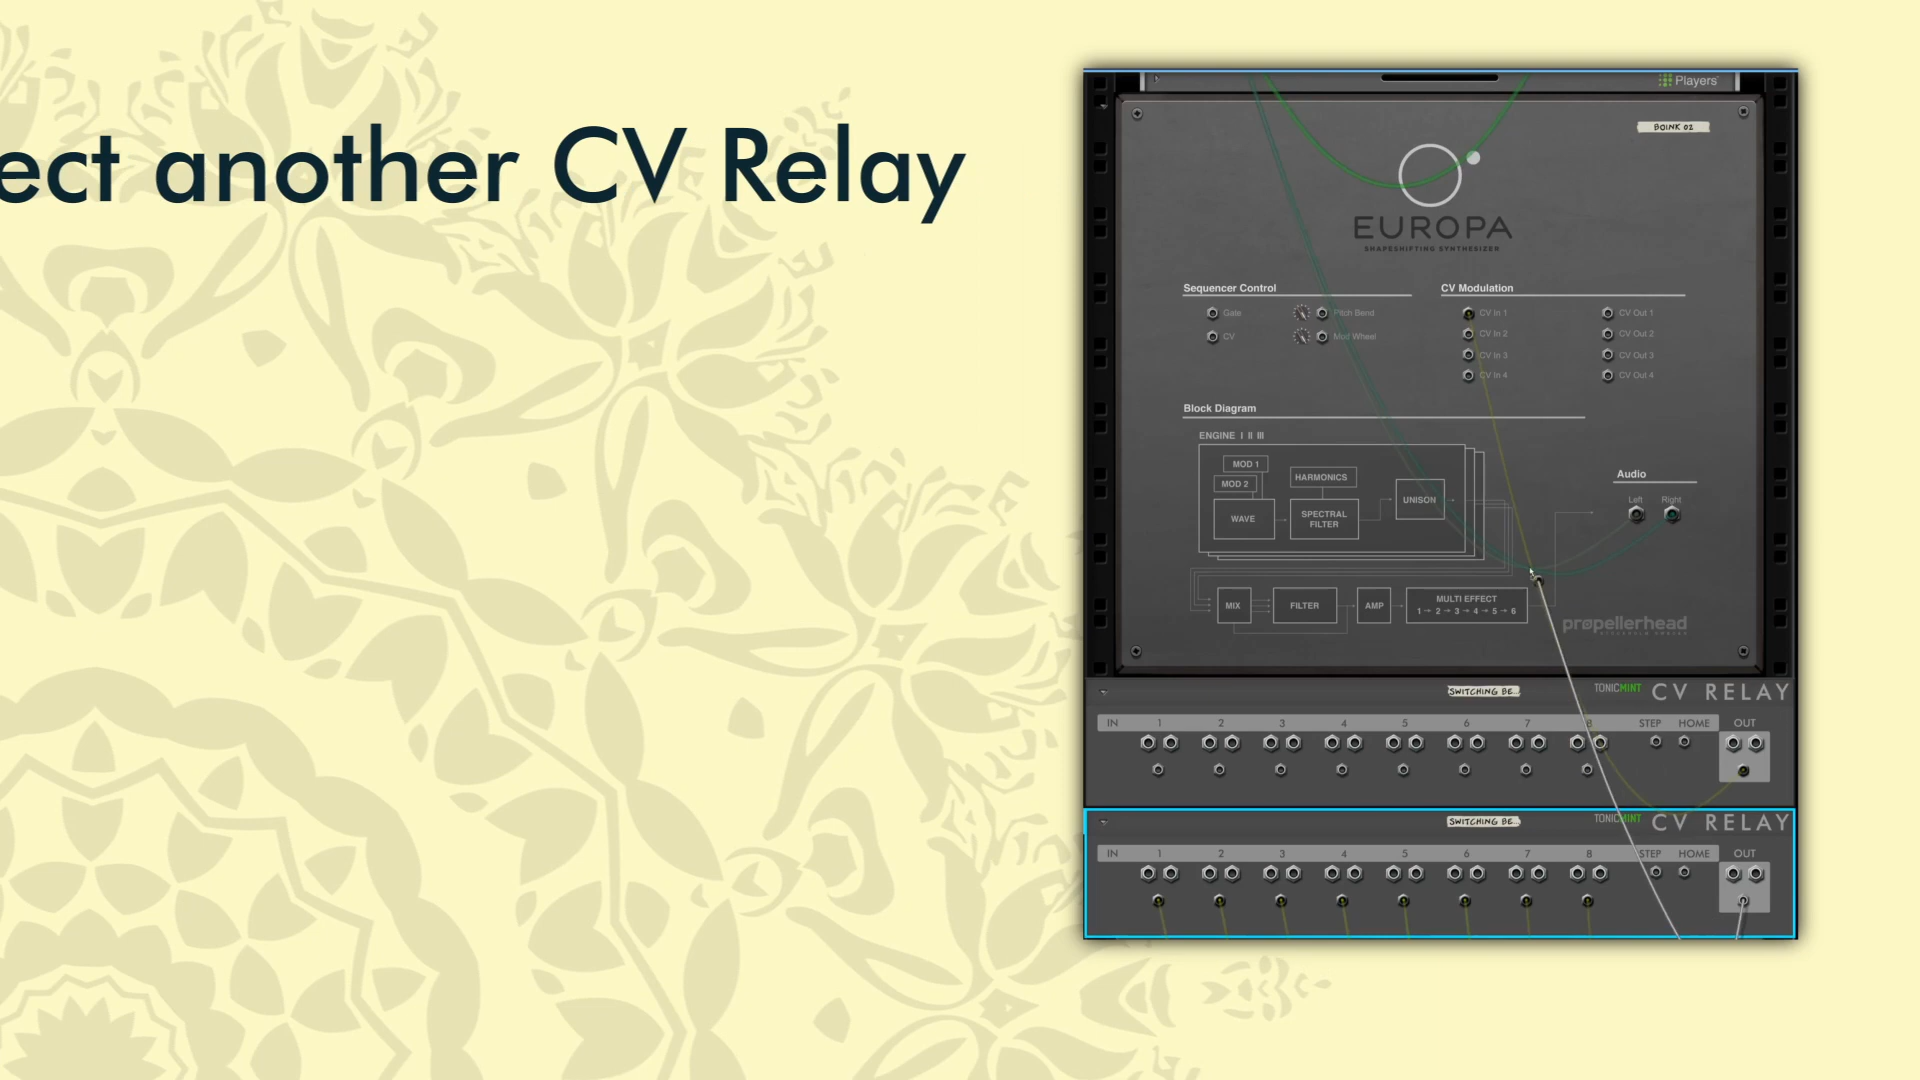 ect another CV Relay
Players
BOINK 02
EUROPA
SHAPESHIFTING SYNTHESIZER
Sequencer Control
CV Modulation
Gate
Pitch Bend
CV In 1
CV Out 1
CV
Mod Wheel
CV In 2
CV Out 2
CV In 3
CV Out 3
CV In 4
CV Out 4
Block Diagram
ENGINE I II III
MOD 1
MOD 2
HARMONICS
WAVE
SPECTRAL
FILTER
UNISON
Audio
Left Right
MIX
FILTER
AMP
MULTI EFFECT
1 → 2 → 3 → 4 → 5 → 6
propellerhead
SWITCHING BE...
TONICMINT CV RELAY
IN 1 2 3 4 5 6 7 8 STEP HOME OUT
SWITCHING BE...
TONICMINT CV RELAY
IN 1 2 3 4 5 6 7 8 STEP HOME OUT